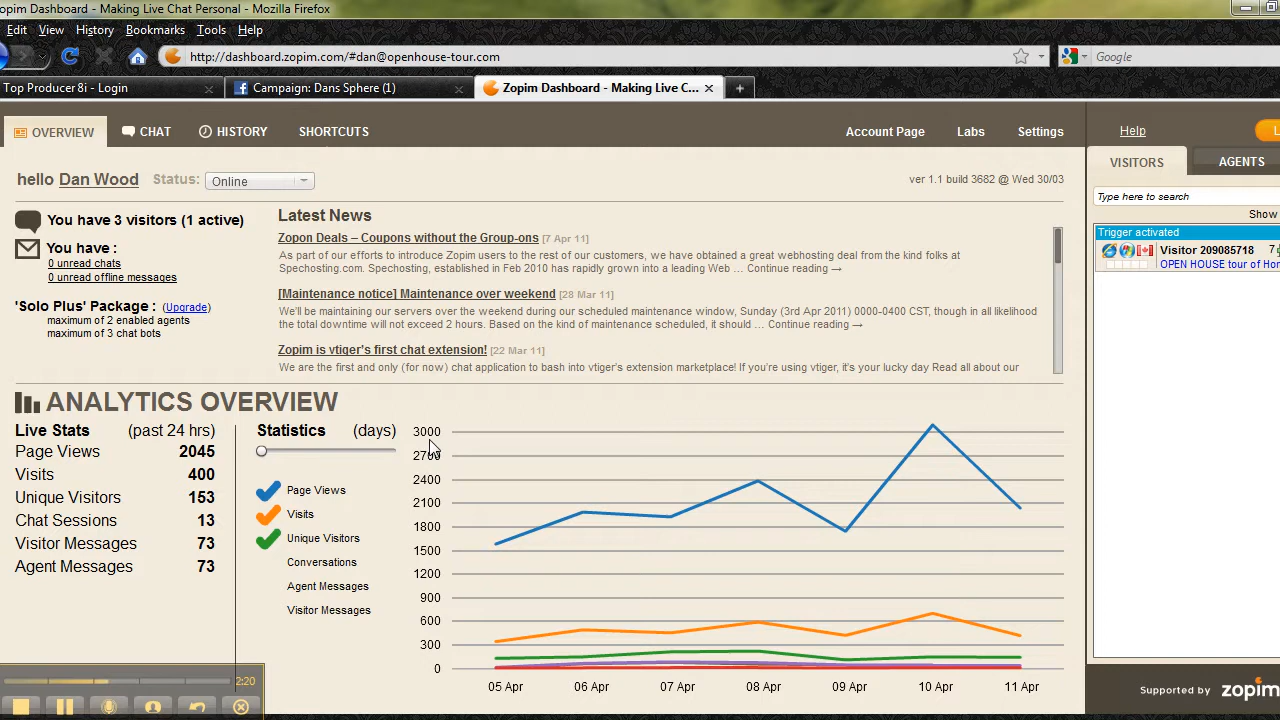 opim Dashboard - Making Live Chat Personal - Mozilla Firefox
Edit View History Bookmarks Tools Help
http://dashboard.zopim.com/#dan@openhouse-tour.com
Google
Top Producer 8i - Login
Campaign: Dans Sphere (1)
Zopim Dashboard - Making Live C...
OVERVIEW CHAT HISTORY SHORTCUTS Account Page Labs Settings Help
VISITORS AGENTS
hello Dan Wood Status: Online
ver 1.1 build 3682 @ Wed 30/03
Type here to search
Show
Trigger activated
Visitor 209085718
OPEN HOUSE tour of
You have 3 visitors (1 active)
You have :
0 unread chats
0 unread offline messages
'Solo Plus' Package : (Upgrade)
maximum of 2 enabled agents
maximum of 3 chat bots
Latest News
Zopon Deals – Coupons without the Group-ons [7 Apr 11]
As part of our efforts to introduce Zopim users to the rest of our customers, we have obtained a great webhosting deal from the kind folks at
Spechosting.com. Spechosting, established in Feb 2010 has rapidly grown into a leading Web ... Continue reading →
[Maintenance notice] Maintenance over weekend [28 Mar 11]
We'll be maintaining our servers over the weekend during our scheduled maintenance window, Sunday (3rd Apr 2011) 0000-0400 CST, though in all likelihood
the total downtime will not exceed 2 hours. Based on the kind of maintenance scheduled, it should ... Continue reading →
Zopim is vtiger's first chat extension! [22 Mar 11]
We are the first and only (for now) chat application to bash into vtiger's extension marketplace! If you're using vtiger, it's your lucky day Read all about our
ANALYTICS OVERVIEW
Live Stats (past 24 hrs)
Page Views 2045
Visits 400
Unique Visitors 153
Chat Sessions 13
Visitor Messages 73
Agent Messages 73
Statistics (days)
Page Views
Visits
Unique Visitors
Conversations
Agent Messages
Visitor Messages
3000
2700
2400
2100
1800
1500
1200
900
600
300
0
05 Apr 06 Apr 07 Apr 08 Apr 09 Apr 10 Apr 11 Apr
2:20
Supported by zopim